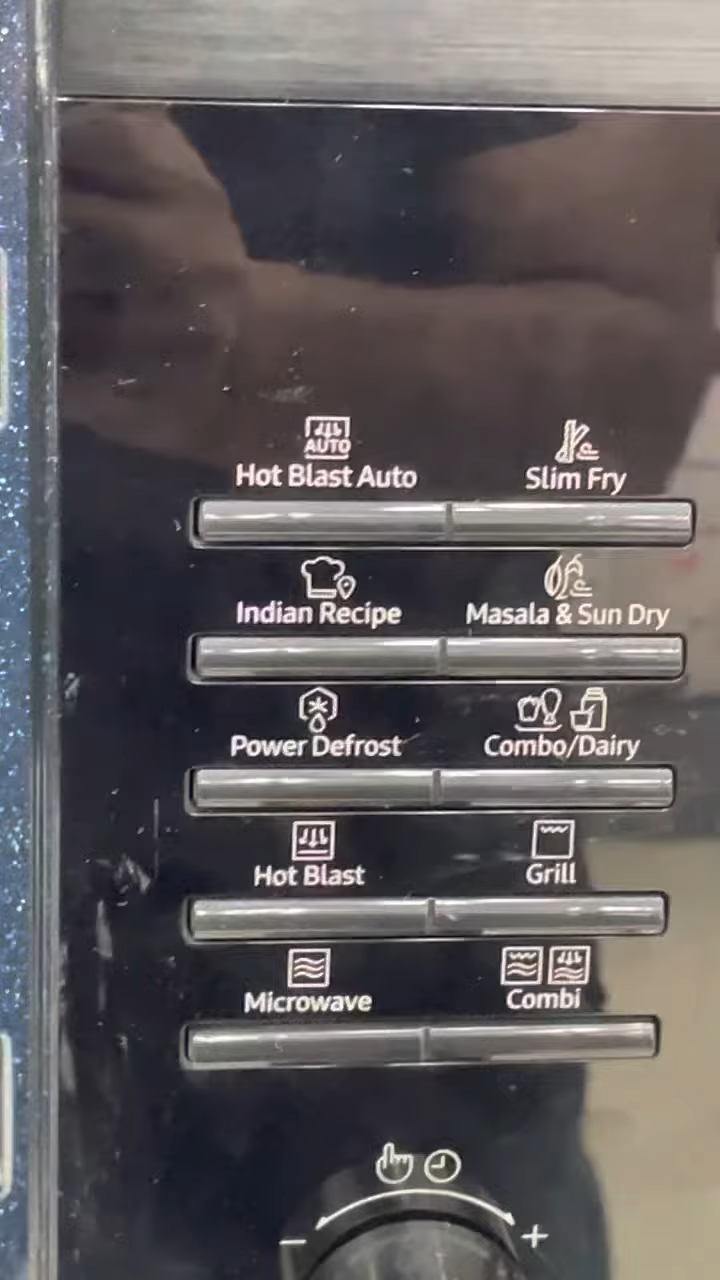 AUTO
Hot Blast Auto Slim Fry
Indian Recipe Masala & Sun Dry
Power Defrost Combo/Dairy
Hot Blast Grill
Microwave Combi
- +